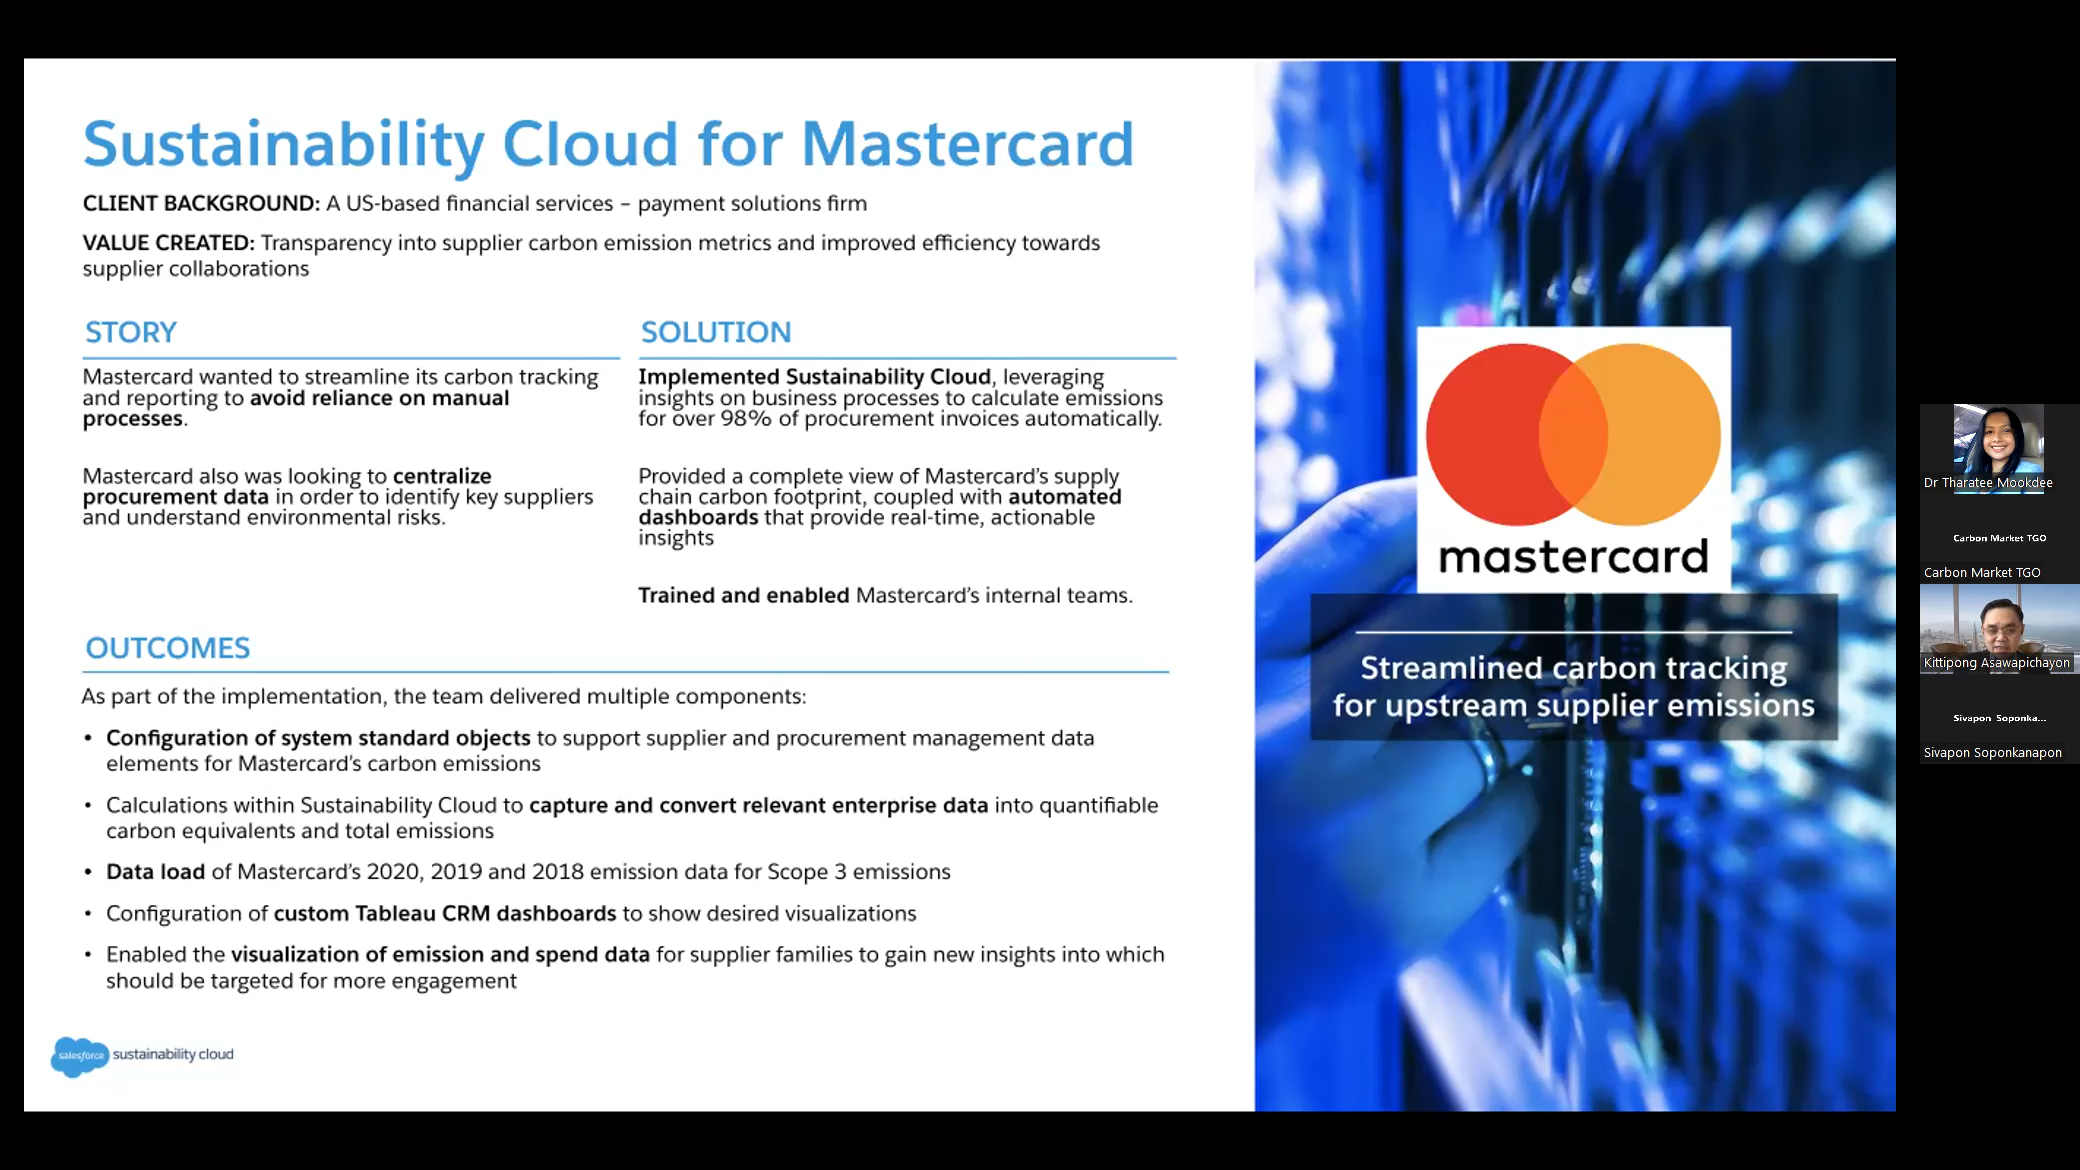 Sustainability Cloud for Mastercard
CLIENT BACKGROUND: A US-based financial services – payment solutions firm
VALUE CREATED: Transparency into supplier carbon emission metrics and improved efficiency towards
supplier collaborations
STORY
Mastercard wanted to streamline its carbon tracking
and reporting to avoid reliance on manual
processes.
Mastercard also was looking to centralize
procurement data in order to identify key suppliers
and understand environmental risks.
SOLUTION
Implemented Sustainability Cloud, leveraging
insights on business processes to calculate emissions
for over 98% of procurement invoices automatically.
Provided a complete view of Mastercard’s supply
chain carbon footprint, coupled with automated
dashboards that provide real-time, actionable
insights
Trained and enabled Mastercard’s internal teams.
OUTCOMES
As part of the implementation, the team delivered multiple components:
• Configuration of system standard objects to support supplier and procurement management data
elements for Mastercard’s carbon emissions
• Calculations within Sustainability Cloud to capture and convert relevant enterprise data into quantifiable
carbon equivalents and total emissions
• Data load of Mastercard’s 2020, 2019 and 2018 emission data for Scope 3 emissions
• Configuration of custom Tableau CRM dashboards to show desired visualizations
• Enabled the visualization of emission and spend data for supplier families to gain new insights into which
should be targeted for more engagement
salesforce sustainability cloud
mastercard
Streamlined carbon tracking
for upstream supplier emissions
Dr Tharatee Mookdee
Carbon Market TGO
Carbon Market TGO
Kittipong Asawapichayon
Sivapon Soponka...
Sivapon Soponkanapon